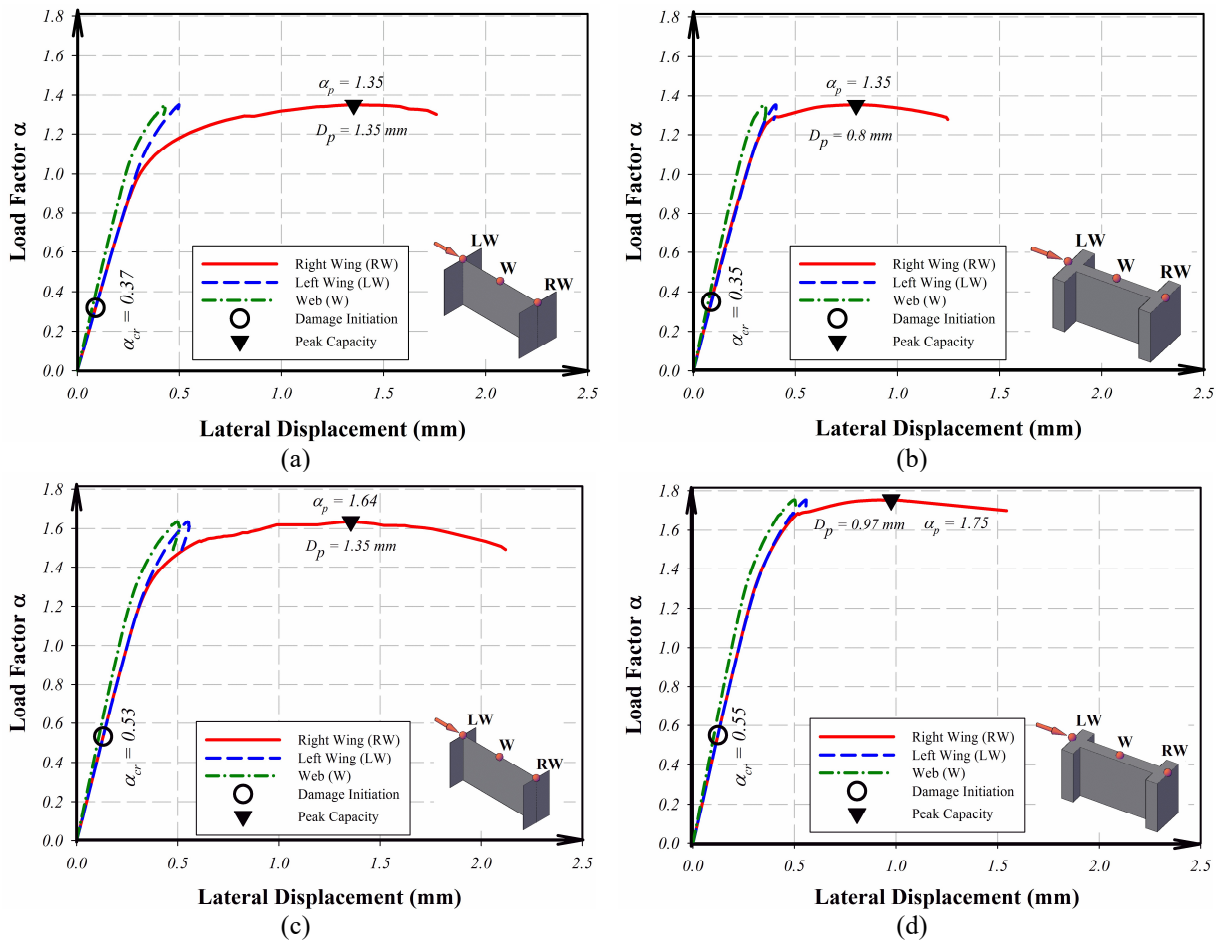 1.8
1.6
1.4
1.2
1.0
0.8
0.6
0.4
0.2
0.0
Load Factor α
αp = 1.35
Dp = 1.35 mm
αcr = 0.37
Right Wing (RW)
Left Wing (LW)
Web (W)
Damage Initiation
Peak Capacity
LW
W
RW
0.0 0.5 1.0 1.5 2.0 2.5
Lateral Displacement (mm)
(a)
1.8
1.6
1.4
1.2
1.0
0.8
0.6
0.4
0.2
0.0
Load Factor α
αp = 1.35
Dp = 0.8 mm
αcr = 0.35
Right Wing (RW)
Left Wing (LW)
Web (W)
Damage Initiation
Peak Capacity
LW
W
RW
0.0 0.5 1.0 1.5 2.0 2.5
Lateral Displacement (mm)
(b)
1.8
1.6
1.4
1.2
1.0
0.8
0.6
0.4
0.2
0.0
Load Factor α
αp = 1.64
Dp = 1.35 mm
αcr = 0.53
Right Wing (RW)
Left Wing (LW)
Web (W)
Damage Initiation
Peak Capacity
LW
W
RW
0.0 0.5 1.0 1.5 2.0 2.5
Lateral Displacement (mm)
(c)
1.8
1.6
1.4
1.2
1.0
0.8
0.6
0.4
0.2
0.0
Load Factor α
Dp = 0.97 mm αp = 1.75
αcr = 0.55
Right Wing (RW)
Left Wing (LW)
Web (W)
Damage Initiation
Peak Capacity
LW
W
RW
0.0 0.5 1.0 1.5 2.0 2.5
Lateral Displacement (mm)
(d)